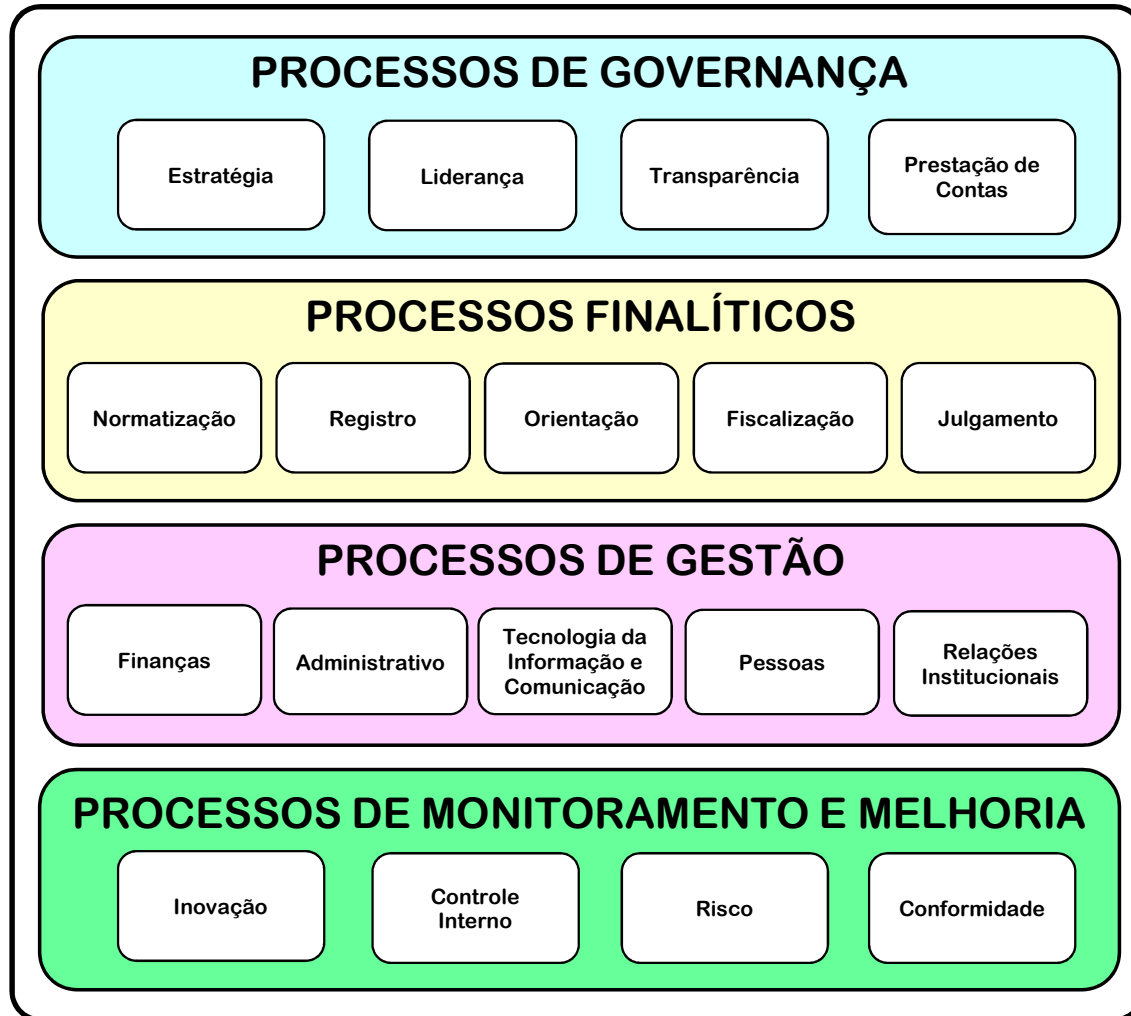 PROCESSOS DE GOVERNANÇA
Estratégia
Liderança
Transparência
Prestação de
Contas
PROCESSOS FINALÍTICOS
Normatização
Registro
Orientação
Fiscalização
Julgamento
PROCESSOS DE GESTÃO
Finanças
Administrativo
Tecnologia da
Informação e
Comunicação
Pessoas
Relações
Institucionais
PROCESSOS DE MONITORAMENTO E MELHORIA
Inovação
Controle
Interno
Risco
Conformidade